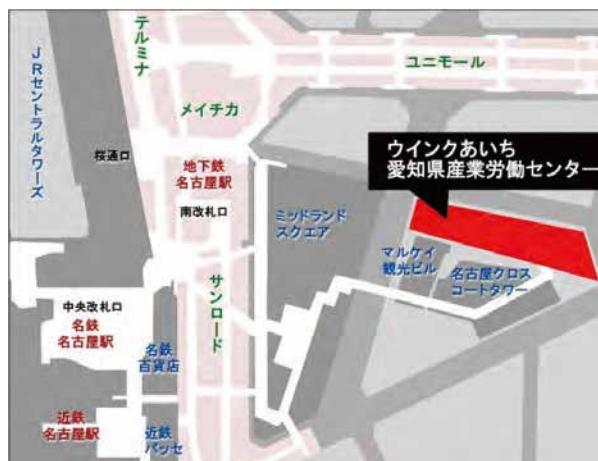 テルミナ
JRセントラルタワーズ
ユニモール
メイチカ
桜通口
地下鉄
名古屋駅
南改札口
ウインクあいち
愛知県産業労働センター
ミッドランド
スクエア
マルケイ
観光ビル
名古屋クロス
コートタワー
サンロード
中央改札口
名鉄
名古屋駅
名鉄
百貨店
近鉄
名古屋駅
近鉄
パッセ